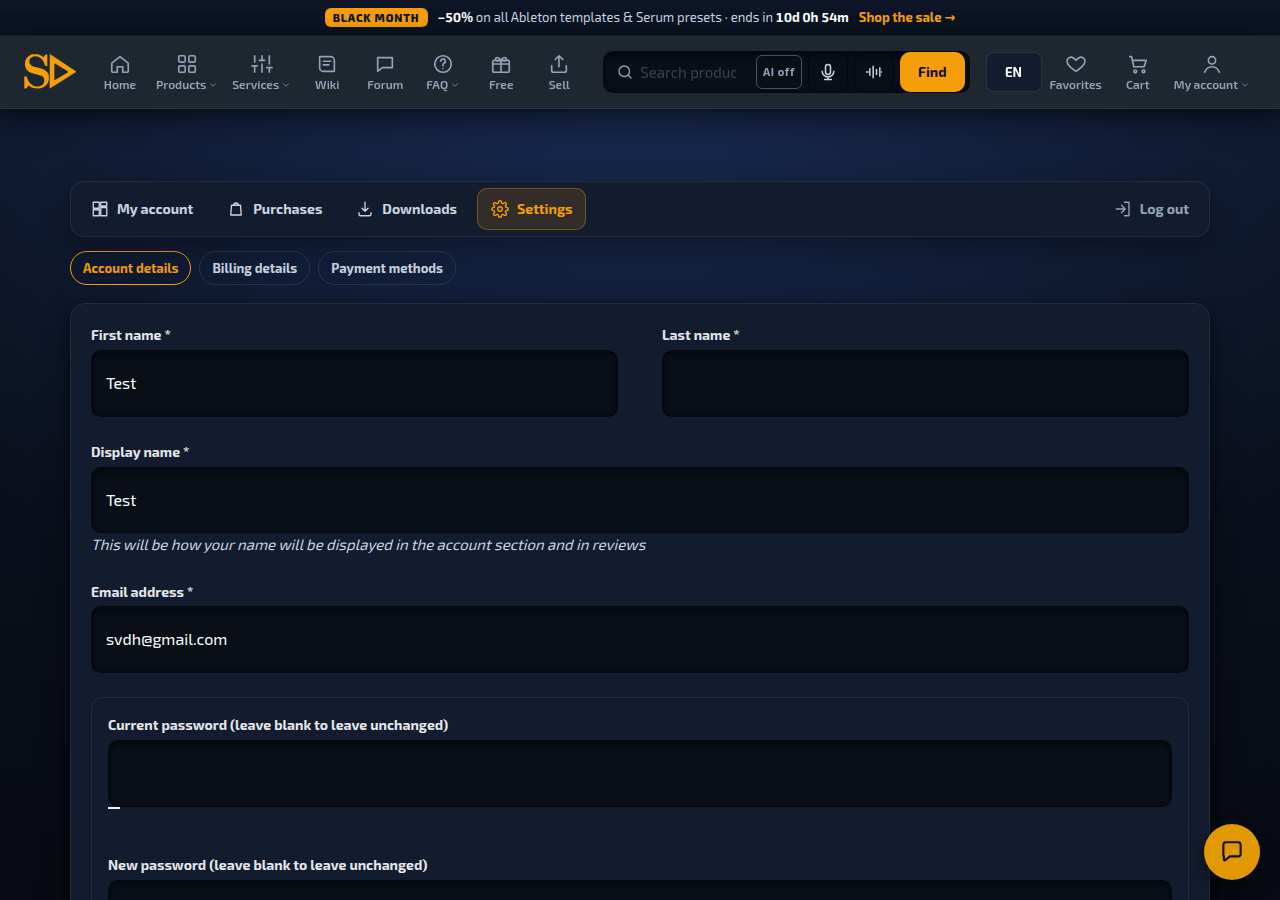 BLACK MONTH −50% on all Ableton templates & Serum presets · ends in 10d 0h 54m Shop the sale →
S
Home Products Services Wiki Forum FAQ Free Sell Search produc AI off Find EN Favorites Cart My account
My account Purchases Downloads Settings Log out
Account details Billing details Payment methods
First name * Last name *
Test
Display name *
Test
This will be how your name will be displayed in the account section and in reviews
Email address *
svdh@gmail.com
Current password (leave blank to leave unchanged)
New password (leave blank to leave unchanged)